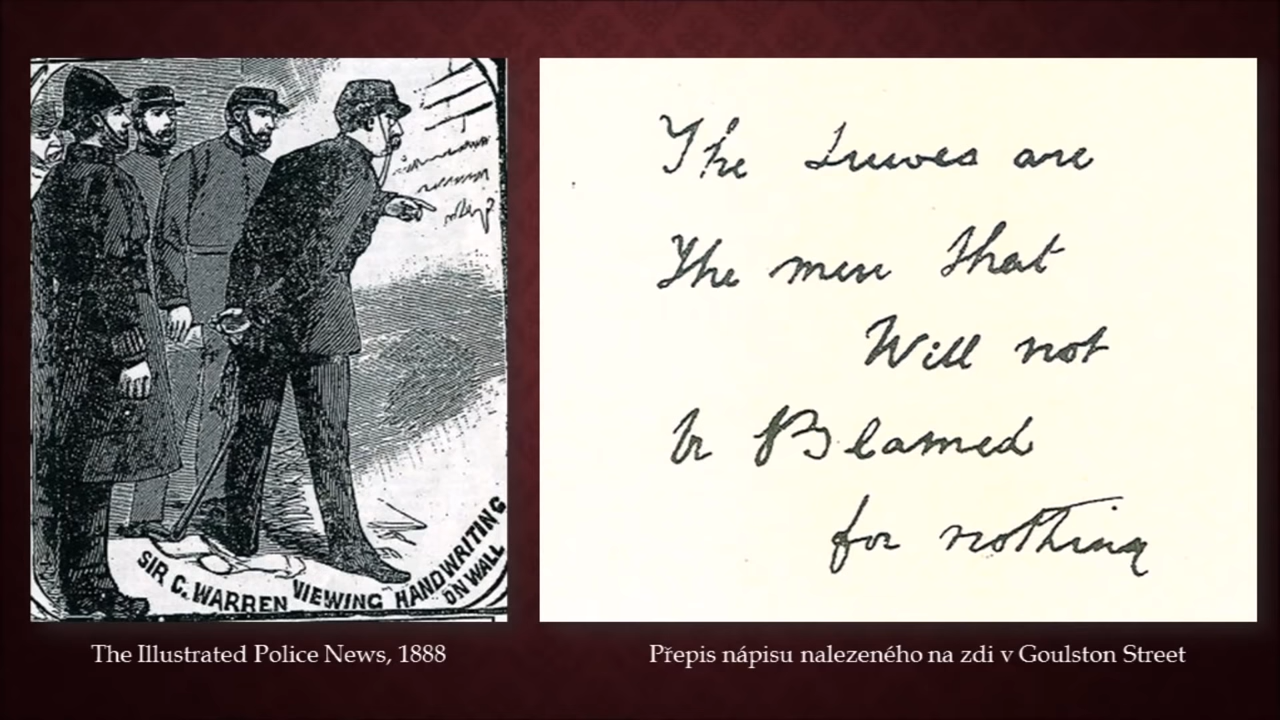 SIR C. WARREN VIEWING HANDWRITING
ON WALL
The Illustrated Police News, 1888
The Juwes are
The men that
Will not
be Blamed
for nothing
Přepis nápisu nalezeného na zdi v Goulston Street